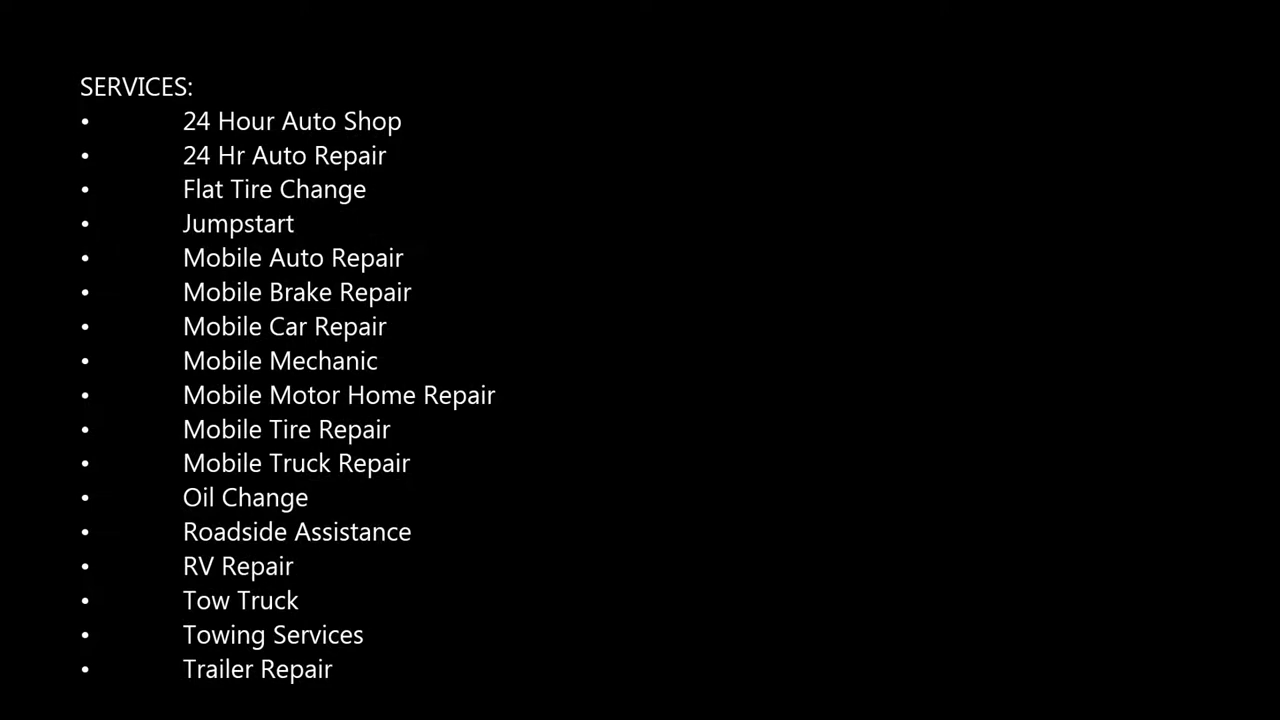 SERVICES:
• 24 Hour Auto Shop
• 24 Hr Auto Repair
• Flat Tire Change
• Jumpstart
• Mobile Auto Repair
• Mobile Brake Repair
• Mobile Car Repair
• Mobile Mechanic
• Mobile Motor Home Repair
• Mobile Tire Repair
• Mobile Truck Repair
• Oil Change
• Roadside Assistance
• RV Repair
• Tow Truck
• Towing Services
• Trailer Repair